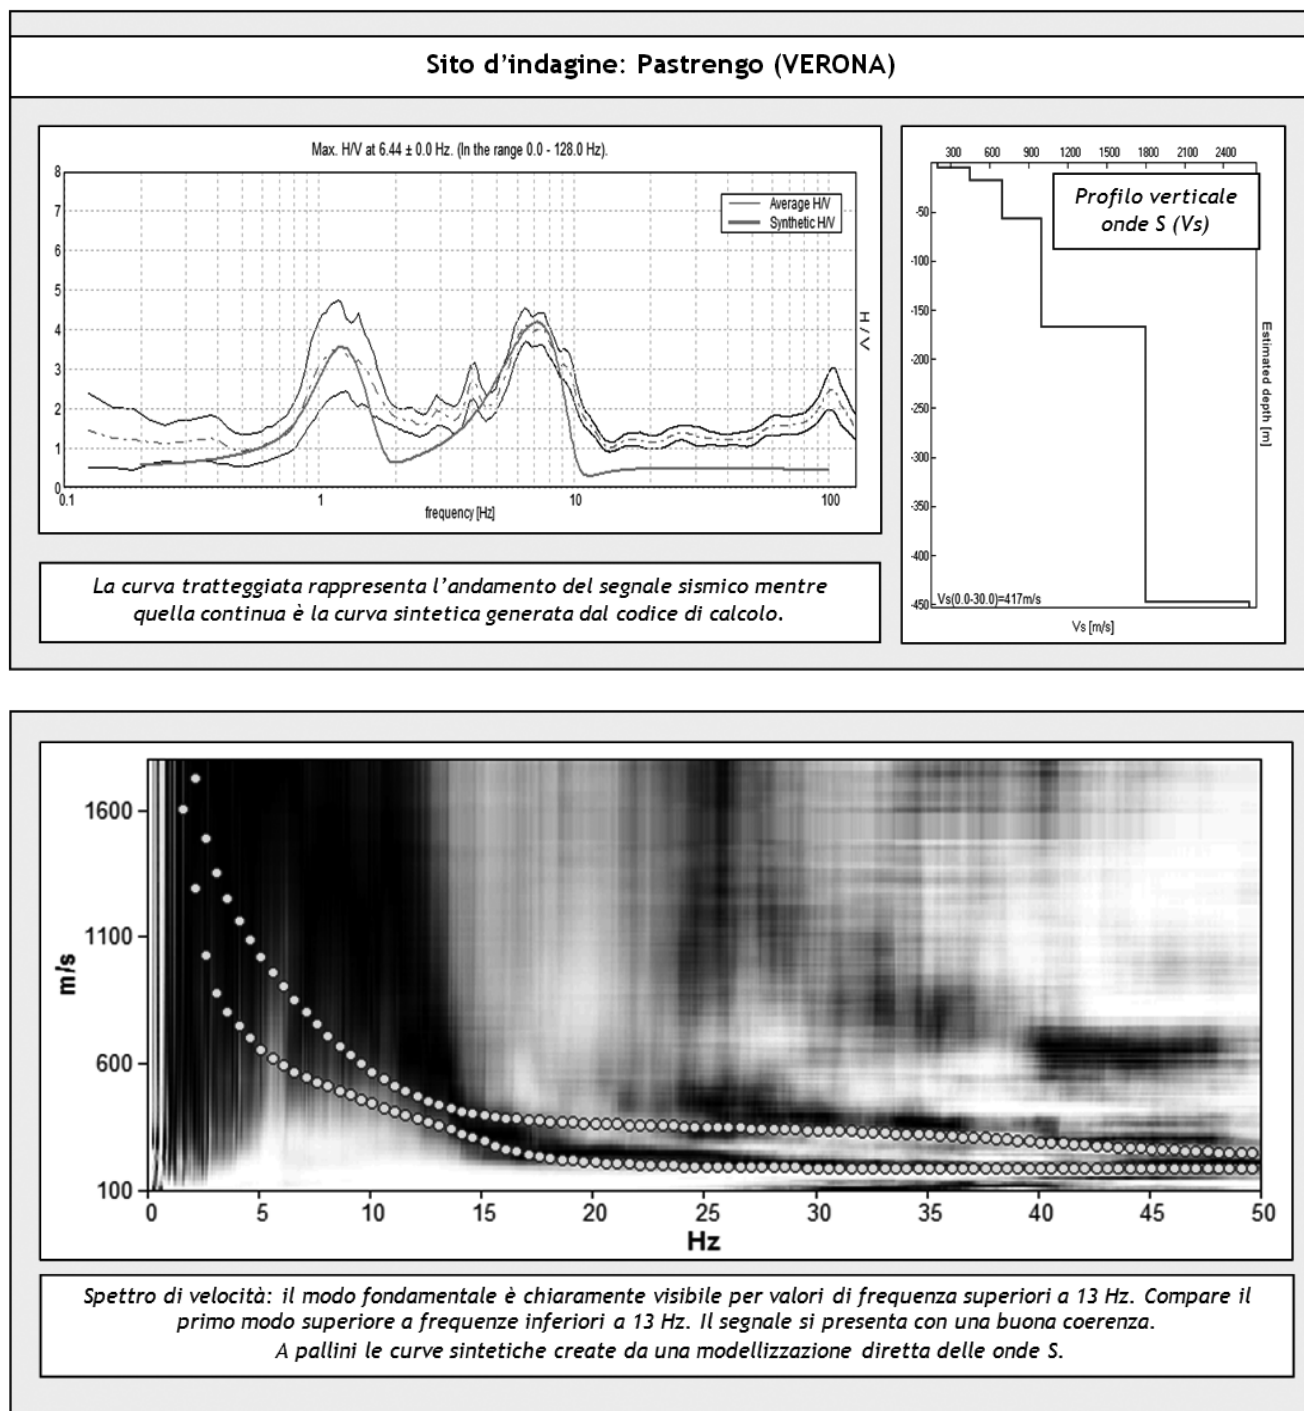 Sito d'indagine: Pastrengo (VERONA)
Max. H/V at 6.44 ± 0.0 Hz. (In the range 0.0 - 128.0 Hz).
8
7
6
5
4
3
2
1
0
0.1
1
10
100
frequency [Hz]
H / V
Average H/V
Synthetic H/V
300 600 900 1200 1500 1800 2100 2400
Profilo verticale
onde S (Vs)
-50
-100
-150
-200
-250
-300
-350
-400
-450
Estimated depth [m]
Vs(0.0-30.0)=417m/s
Vs [m/s]
La curva tratteggiata rappresenta l'andamento del segnale sismico mentre
quella continua è la curva sintetica generata dal codice di calcolo.
1600
1100
600
100
m/s
0 5 10 15 20 25 30 35 40 45 50
Hz
Spettro di velocità: il modo fondamentale è chiaramente visibile per valori di frequenza superiori a 13 Hz. Compare il
primo modo superiore a frequenze inferiori a 13 Hz. Il segnale si presenta con una buona coerenza.
A pallini le curve sintetiche create da una modellizzazione diretta delle onde S.